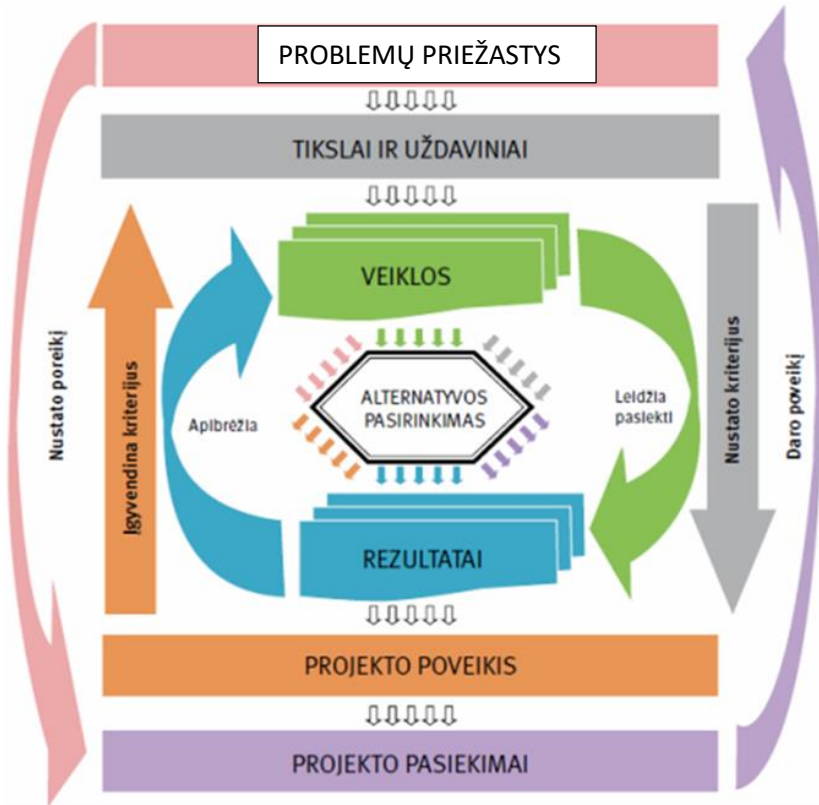 PROBLEMŲ PRIEŽASTYS
TIKSLAI IR UŽDAVINIAI
VEIKLOS
Nustato poreikį
Įgyvendina kriterijus
Apibrėžia
ALTERNATYVOS
PASIRINKIMAS
Leidžia
pasiekti
Nustato kriterijus
Daro poveikį
REZULTATAI
PROJEKTO POVEIKIS
PROJEKTO PASIEKIMAI